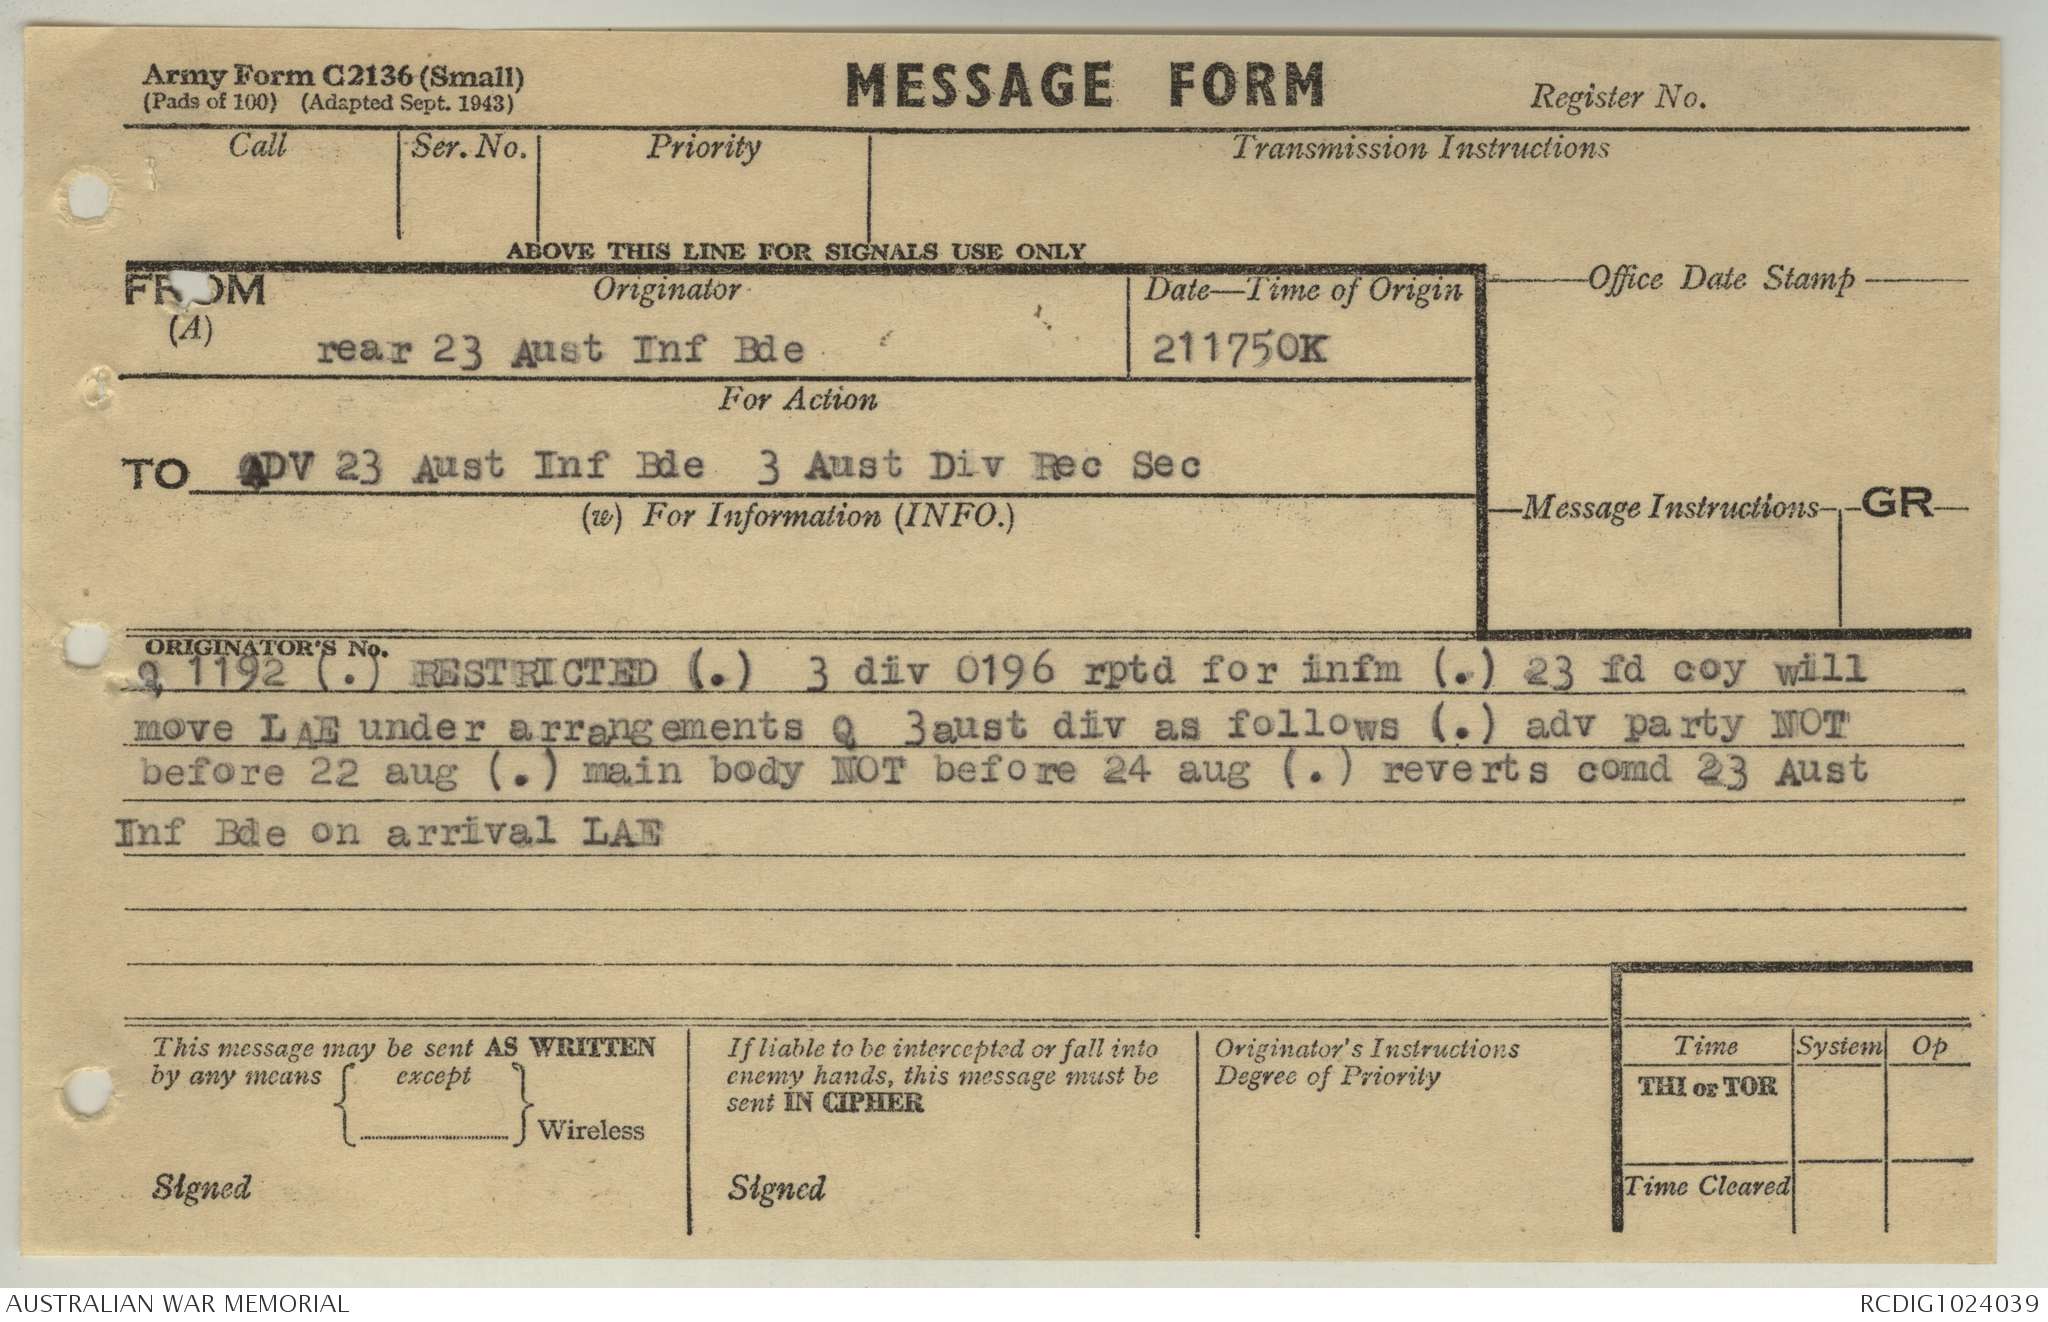 Army Form C2136 (Small)
(Pads of 100) (Adapted Sept. 1943)
MESSAGE FORM
Register No.
Call
Ser. No.
Priority
Transmission Instructions
ABOVE THIS LINE FOR SIGNALS USE ONLY
FROM
(A)
Originator
rear 23 Aust Inf Bde
Date—Time of Origin
211750K
Office Date Stamp
For Action
TO ADV 23 Aust Inf Bde 3 Aust Div Rec Sec
(w) For Information (INFO.)
Message Instructions
GR
ORIGINATOR'S No.
Q 1192 (.) RESTRICTED (.) 3 div O196 rptd for infm (.) 23 fd coy will
move LAE under arrangements Q 3aust div as follows (.) adv party NOT
before 22 aug (.) main body NOT before 24 aug (.) reverts comd 23 Aust
Inf Bde on arrival LAE
This message may be sent AS WRITTEN
by any means { except } Wireless
Signed
If liable to be intercepted or fall into
enemy hands, this message must be
sent IN CIPHER
Signed
Originator's Instructions
Degree of Priority
Time
System
Op
THI or TOR
Time Cleared
AUSTRALIAN WAR MEMORIAL
RCDIG1024039